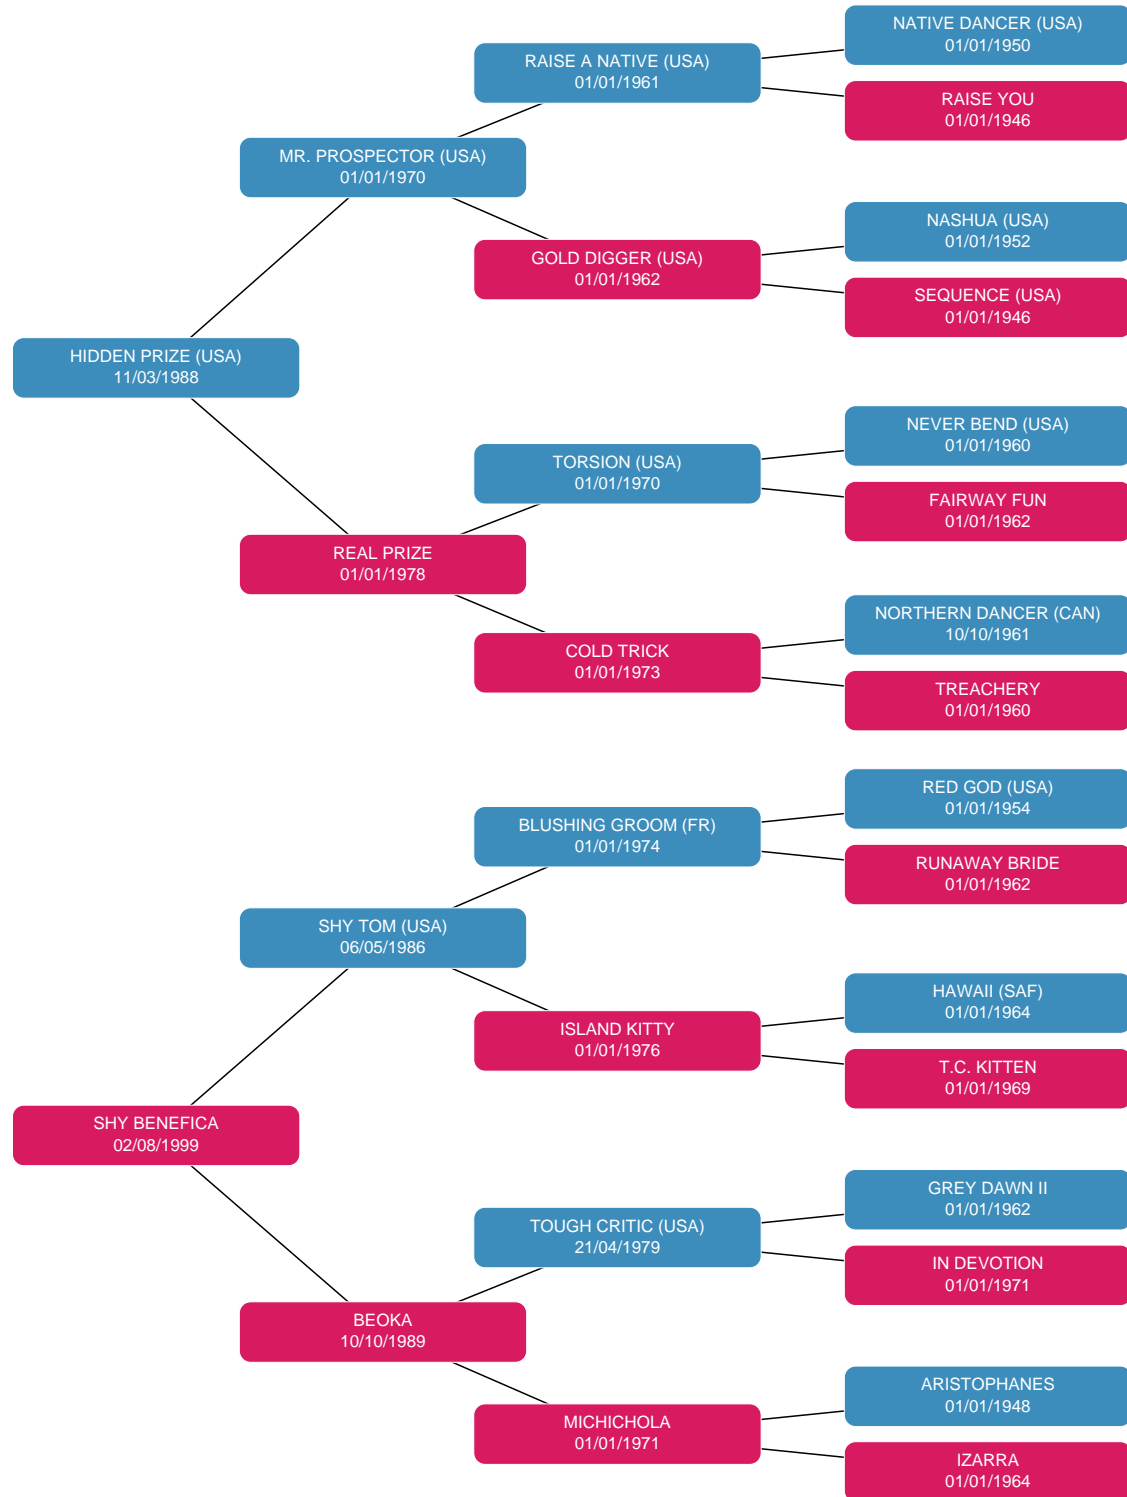 NATIVE DANCER (USA)
01/01/1950
RAISE A NATIVE (USA)
01/01/1961
RAISE YOU
01/01/1946
MR. PROSPECTOR (USA)
01/01/1970
NASHUA (USA)
01/01/1952
GOLD DIGGER (USA)
01/01/1962
SEQUENCE (USA)
01/01/1946
HIDDEN PRIZE (USA)
11/03/1988
NEVER BEND (USA)
01/01/1960
TORSION (USA)
01/01/1970
FAIRWAY FUN
01/01/1962
REAL PRIZE
01/01/1978
NORTHERN DANCER (CAN)
10/10/1961
COLD TRICK
01/01/1973
TREACHERY
01/01/1960
RED GOD (USA)
01/01/1954
BLUSHING GROOM (FR)
01/01/1974
RUNAWAY BRIDE
01/01/1962
SHY TOM (USA)
06/05/1986
HAWAII (SAF)
01/01/1964
ISLAND KITTY
01/01/1976
T.C. KITTEN
01/01/1969
SHY BENEFICA
02/08/1999
GREY DAWN II
01/01/1962
TOUGH CRITIC (USA)
21/04/1979
IN DEVOTION
01/01/1971
BEOKA
10/10/1989
ARISTOPHANES
01/01/1948
MICHICHOLA
01/01/1971
IZARRA
01/01/1964